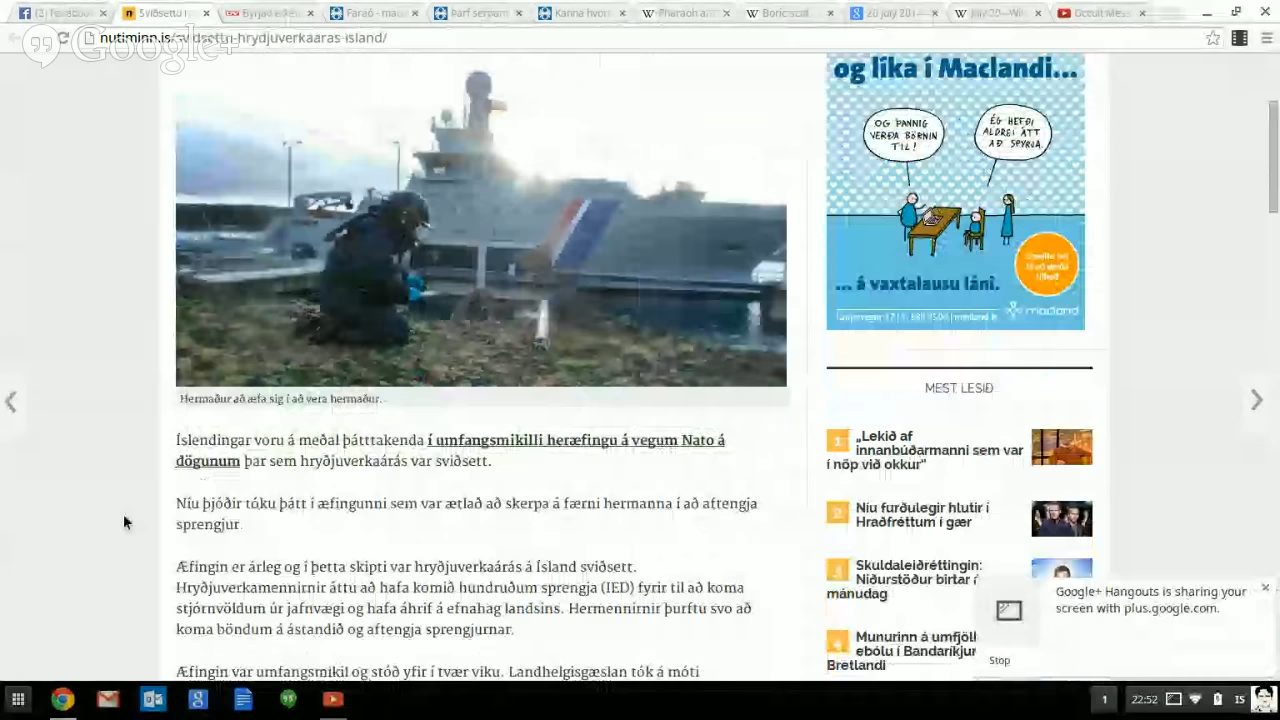 Google+
nutiminn.is/svidsettu-hrydjuverkaaras-island/
og líka í Maclandi...
OG ÞANNIG
VERÐA BÖRNIN
TIL!
ÉG HEFÐI
ALDREI ÁTT
AÐ SPYRJA.
... á vaxtalausu láni.
macland
Hermaður að æfa sig í að vera hermaður.
MEST LESIÐ
Íslendingar voru á meðal þátttakenda í umfangsmikilli heræfingu á vegum Nato á
dögunum þar sem hryðjuverkaárás var sviðsett.
Níu þjóðir tóku þátt í æfingunni sem var ætlað að skerpa á færni hermanna í að aftengja
sprengjur.
Æfingin er árleg og í þetta skipti var hryðjuverkaárás á Ísland sviðsett.
Hryðjuverkamennirnir áttu að hafa komið hundruðum sprengja (IED) fyrir til að koma
stjórnvöldum úr jafnvægi og hafa áhrif á efnahag landsins. Hermennirnir þurftu svo að
koma böndum á ástandið og aftengja sprengjurnar.
Æfingin var umfangsmikil og stóð yfir í tvær viku. Landhelgisgæslan tók á móti
1 „Lekið af
innanbúðarmanni sem var
í nöp við okkur“
2 Níu furðulegir hlutir í
Hraðfréttum í gær
3 Skuldaleiðréttingin:
Niðurstöður birtar á
mánudag
4 Munurinn á umfjöll
ebólu í Bandaríkjur
Bretlandi
Google+ Hangouts is sharing your
screen with plus.google.com.
Stop
1
22:52
IS